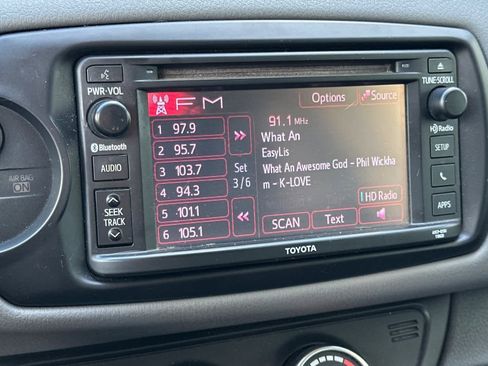 PWR•VOL
Bluetooth
AUDIO
SEEK
TRACK
AIR BAG
ON
FM
Options
Source
1 97.9
2 95.7
3 103.7
4 94.3
5 101.1
6 105.1
Set
3/6
91.1 MHz
What An
EasyLis
What An Awesome God - Phil Wickha
m - K-LOVE
HD Radio
SCAN
Text
TUNE•SCROLL
HD Radio
SETUP
APPS
TOYOTA